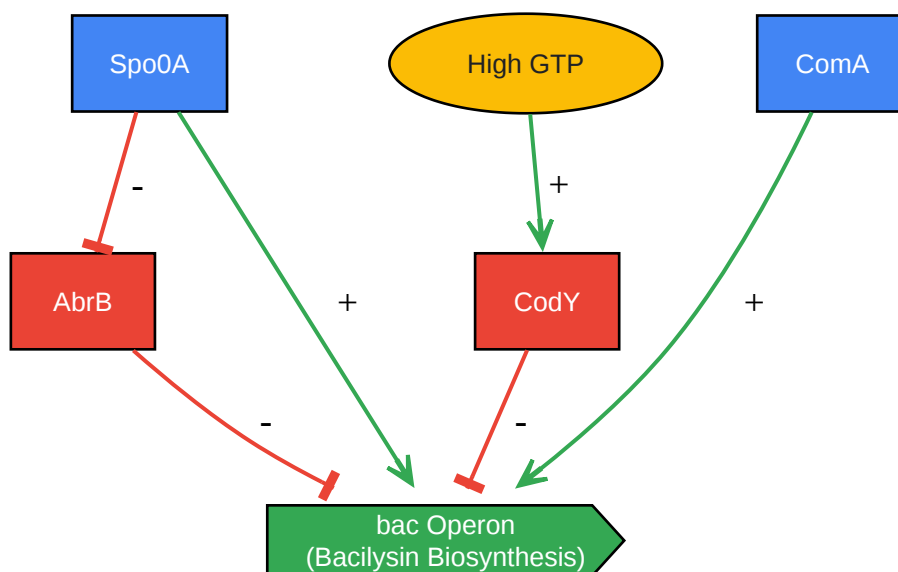 Spo0A
High GTP
ComA
-
+
AbrB
CodY
+
+
-
-
bac Operon
(Bacilysin Biosynthesis)